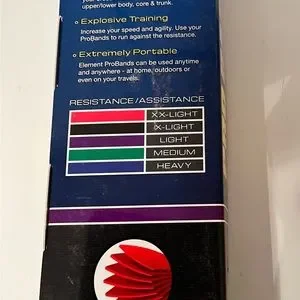 upper/lower body, core & trunk.
Explosive Training
Increase your speed and agility. Use your
ProBands to run against the resistance.
Extremely Portable
Element ProBands can be used anytime
and anywhere - at home, outdoors or
even on your travels.
RESISTANCE/ASSISTANCE
XX-LIGHT
X-LIGHT
LIGHT
MEDIUM
HEAVY